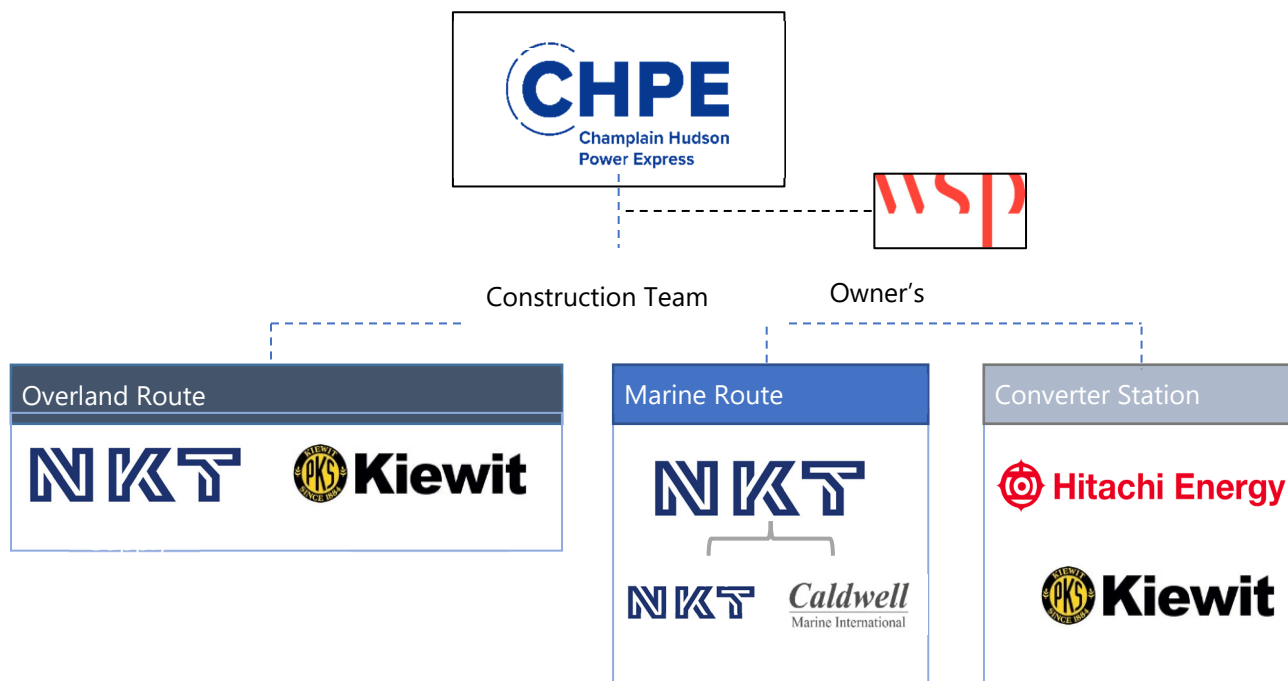 CHPE
Champlain Hudson
Power Express
wsp
Construction Team
Owner's
Overland Route
Marine Route
Converter Station
NKT
KIEWIT
PKS
SINCE 1884
Kiewit
NKT
Hitachi Energy
NKT
Caldwell
Marine International
KIEWIT
PKS
SINCE 1884
Kiewit